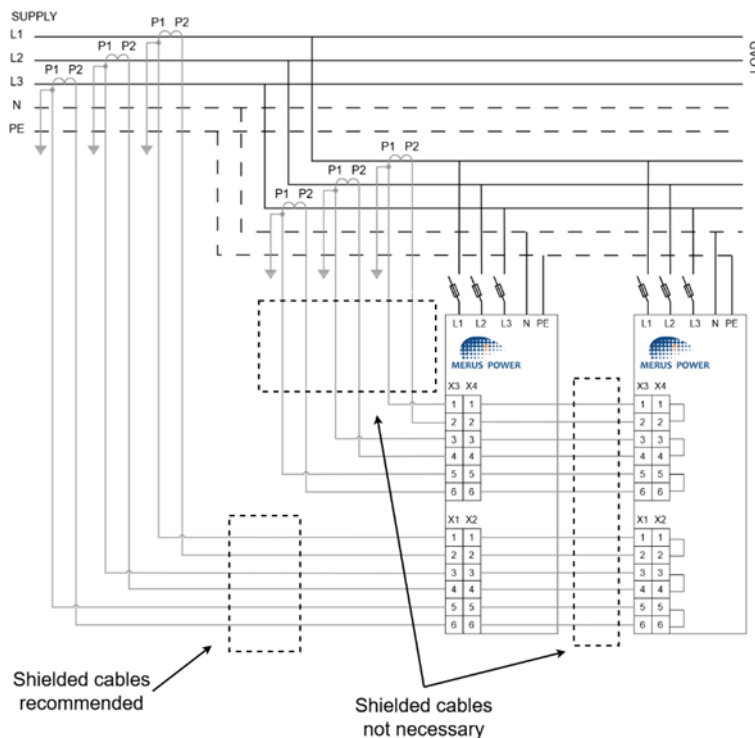 SUPPLY
P1 P2
L1
P1 P2
L2
P1 P2
L3
N
PE
LOAD
P1 P2
P1 P2
P1 P2
L1 L2 L3 N PE
L1 L2 L3 N PE
MERUS POWER
MERUS POWER
X3 X4
X3 X4
1 1
1 1
2 2
2 2
3 3
3 3
4 4
4 4
5 5
5 5
6 6
6 6
X1 X2
X1 X2
1 1
1 1
2 2
2 2
3 3
3 3
4 4
4 4
5 5
5 5
6 6
6 6
Shielded cables
recommended
Shielded cables
not necessary